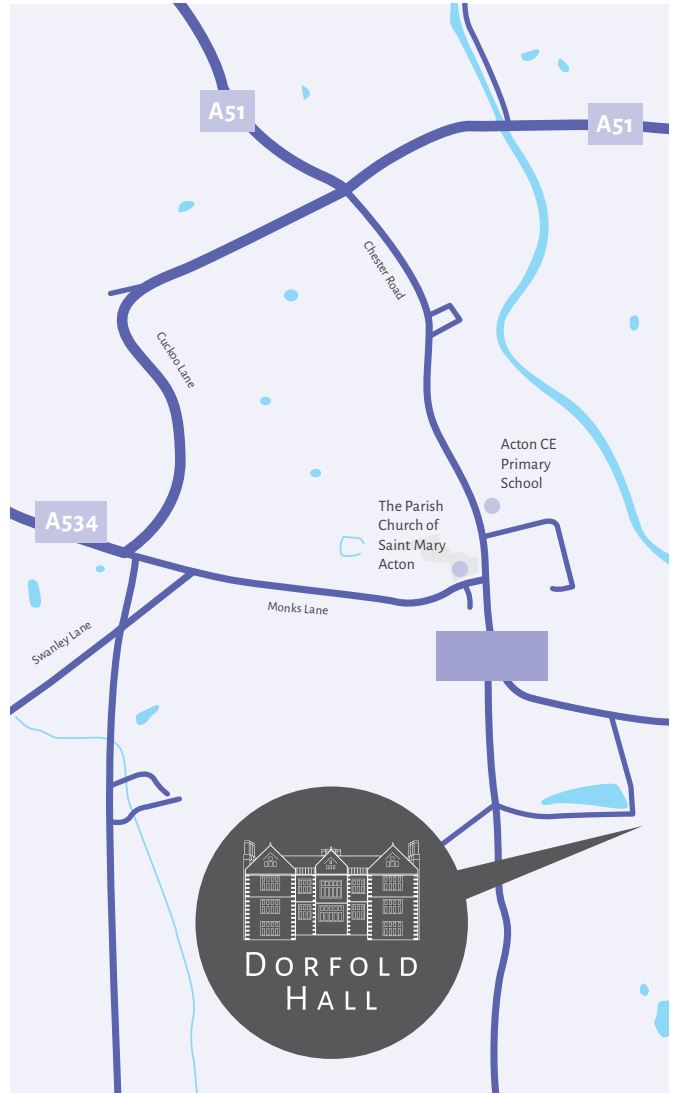 A51
A51
Chester Road
Cuckoo Lane
Acton CE
Primary
School
The Parish
Church of
Saint Mary
Acton
A534
Monks Lane
Swanley Lane
DORFOLD
HALL